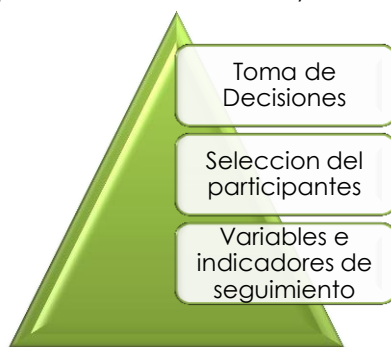 Toma de
Decisiones
Seleccion del
participantes
Variables e
indicadores de
seguimiento